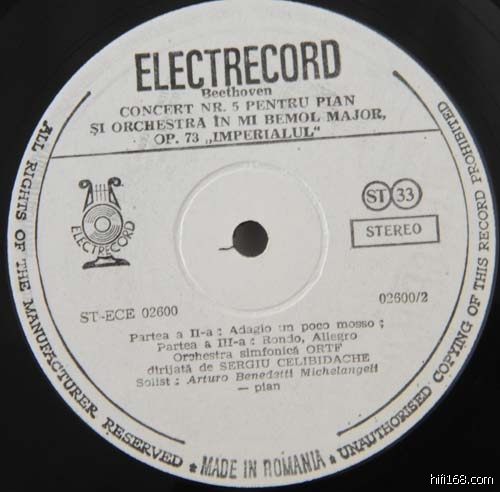 ELECTRECORD
Beethoven
CONCERT NR. 5 PENTRU PIAN
ȘI ORCHESTRA ÎN MI BEMOL MAJOR,
OP. 73 „IMPERIALUL"
ELECTRECORD
ST 33
STEREO
ST-ECE 02600
02600/2
Partea a II-a: Adagio un poco mosso;
Partea a III-a: Rondo, Allegro
Orchestra simfonică ORTF
dirijată de SERGIU CELIBIDACHE
Solist: Arturo Benedetti Michelangeli
— pian
ALL RIGHTS OF THE MANUFACTURER RESERVED ★ MADE IN ROMANIA ★ UNAUTHORISED COPYING OF THIS RECORD PROHIBITED
hifi168.com